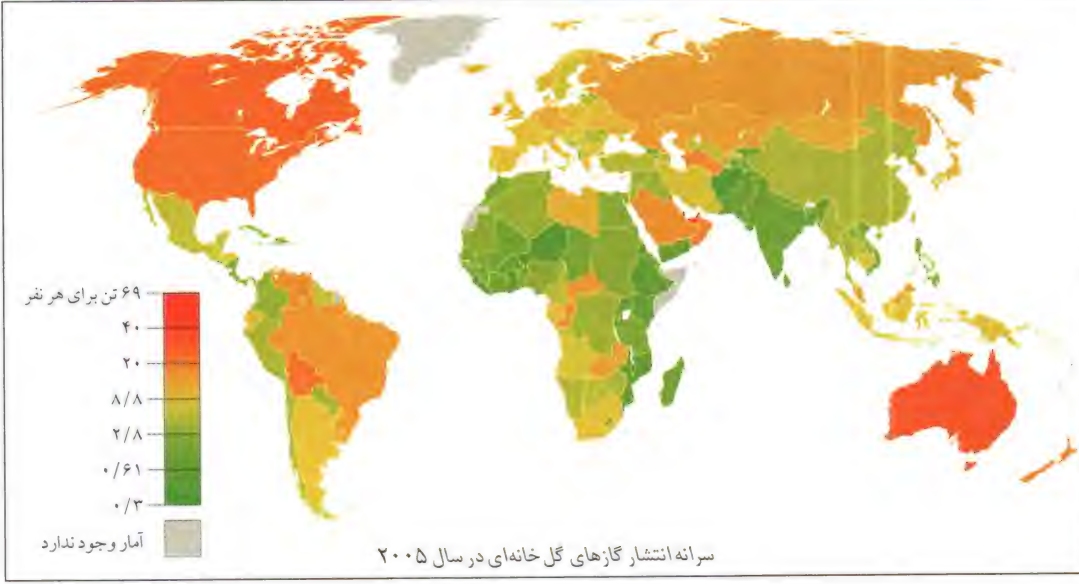 ۶۹ تن برای هر نفر
۴۰
۲۰
۸/۸
۲/۸
۰/۶۱
۰/۳
آمار وجود ندارد
سرانه انتشار گازهای گل خانه‌ای در سال ۲۰۰۵